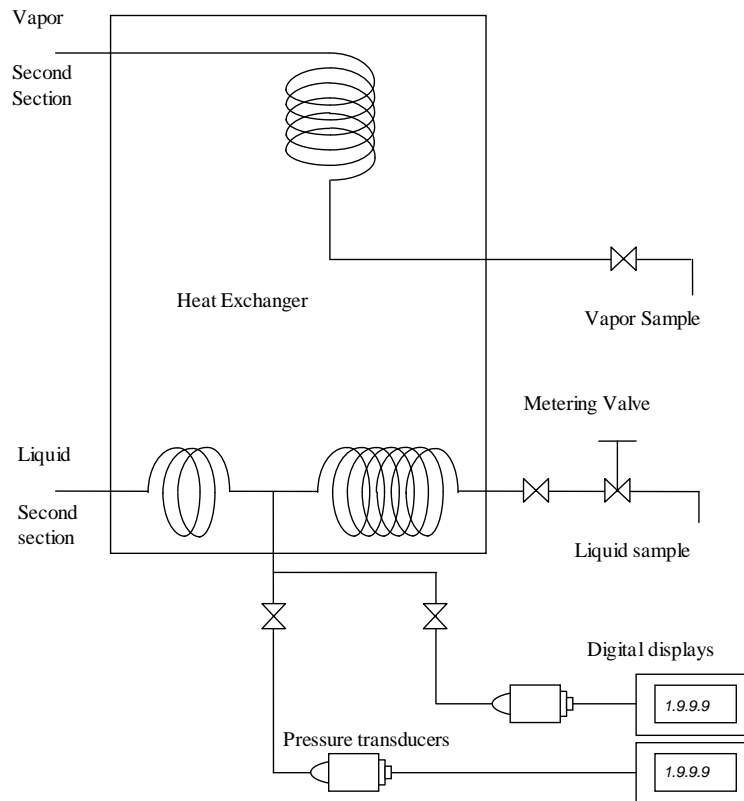 Vapor
Second
Section
Heat Exchanger
Vapor Sample
Metering Valve
Liquid
Second
section
Liquid sample
Digital displays
1.9.9.9
Pressure transducers
1.9.9.9